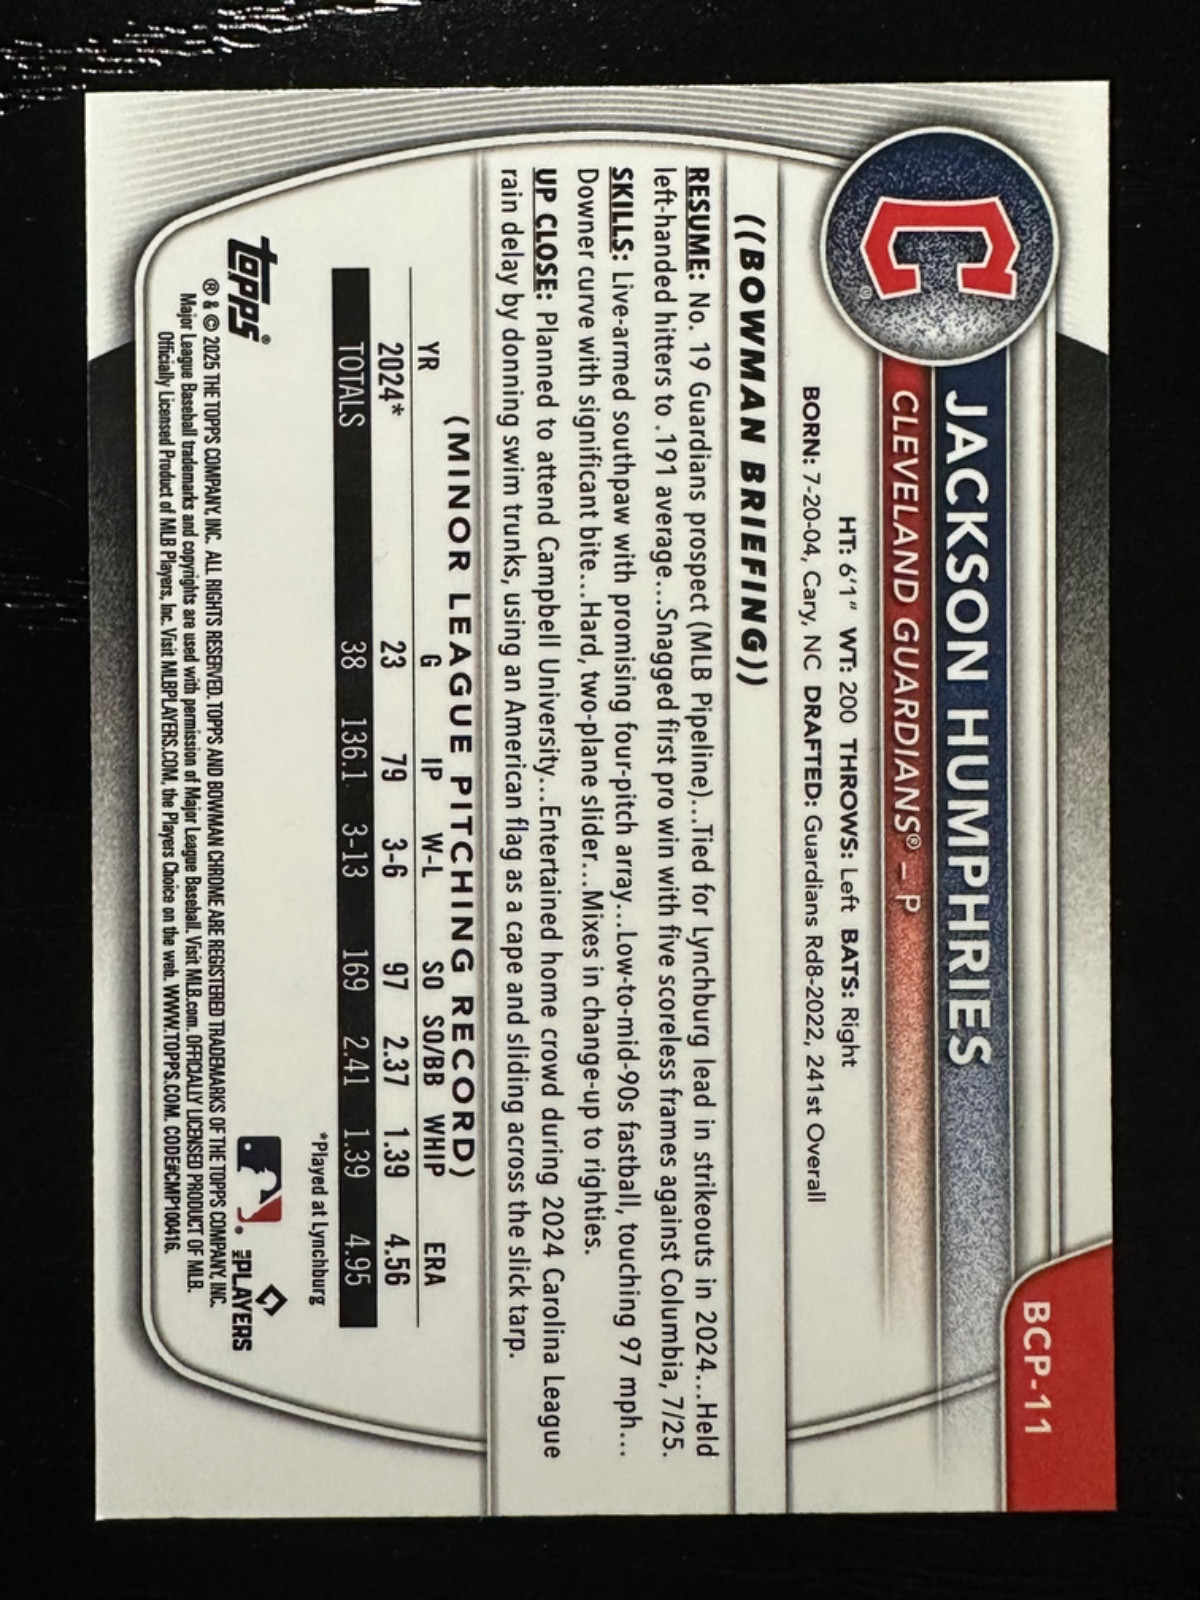 BCP-11
C®
JACKSON HUMPHRIES
CLEVELAND GUARDIANS® – P
HT: 6'1" WT: 200 THROWS: Left BATS: Right
BORN: 7-20-04, Cary, NC DRAFTED: Guardians Rd8-2022, 241st Overall
((BOWMAN BRIEFING))
RESUME: No. 19 Guardians prospect (MLB Pipeline)...Tied for Lynchburg lead in strikeouts in 2024...Held
left-handed hitters to .191 average...Snagged first pro win with five scoreless frames against Columbia, 7/25.
SKILLS: Live-armed southpaw with promising four-pitch array...Low-to-mid-90s fastball, touching 97 mph...
Downer curve with significant bite...Hard, two-plane slider...Mixes in change-up to righties.
UP CLOSE: Planned to attend Campbell University...Entertained home crowd during 2024 Carolina League
rain delay by donning swim trunks, using an American flag as a cape and sliding across the slick tarp.
(MINOR LEAGUE PITCHING RECORD)
YR G IP W-L SO SO/BB WHIP ERA
2024* 23 79 3-6 97 2.37 1.39 4.56
TOTALS 38 136.1 3-13 169 2.41 1.39 4.95
*Played at Lynchburg
topps®
® & © 2025 THE TOPPS COMPANY, INC. ALL RIGHTS RESERVED. TOPPS AND BOWMAN CHROME ARE REGISTERED TRADEMARKS OF THE TOPPS COMPANY, INC.
Major League Baseball trademarks and copyrights are used with permission of Major League Baseball. Visit MLB.com. OFFICIALLY LICENSED PRODUCT OF MLB.
Officially Licensed Product of MLB Players, Inc. Visit MLBPLAYERS.COM, the Players Choice on the web. WWW.TOPPS.COM. CODE#CMP100416.
MLB PLAYERS